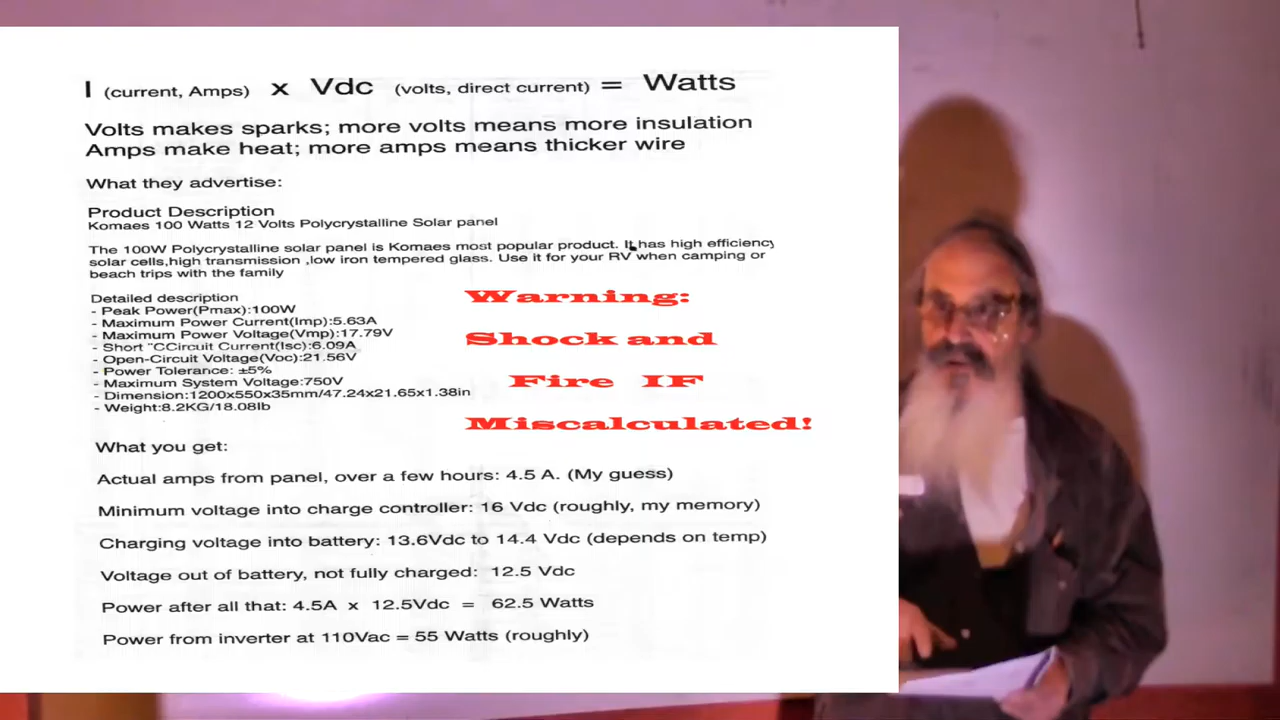 I (current, Amps) x Vdc (volts, direct current) = Watts
Volts makes sparks; more volts means more insulation
Amps make heat; more amps means thicker wire
What they advertise:
Product Description
Komaes 100 Watts 12 Volts Polycrystalline Solar panel
The 100W Polycrystalline solar panel is Komaes most popular product. It has high efficiency
solar cells,high transmission ,low iron tempered glass. Use it for your RV when camping or
beach trips with the family
Detailed description
- Peak Power(Pmax):100W
- Maximum Power Current(Imp):5.63A
- Maximum Power Voltage(Vmp):17.79V
- Short "CCircuit Current(Isc):6.09A
- Open-Circuit Voltage(Voc):21.56V
- Power Tolerance: ±5%
- Maximum System Voltage:750V
- Dimension:1200x550x35mm/47.24x21.65x1.38in
- Weight:8.2KG/18.08lb
Warning:
Shock and
Fire IF
Miscalculated!
What you get:
Actual amps from panel, over a few hours: 4.5 A. (My guess)
Minimum voltage into charge controller: 16 Vdc (roughly, my memory)
Charging voltage into battery: 13.6Vdc to 14.4 Vdc (depends on temp)
Voltage out of battery, not fully charged: 12.5 Vdc
Power after all that: 4.5A x 12.5Vdc = 62.5 Watts
Power from inverter at 110Vac = 55 Watts (roughly)